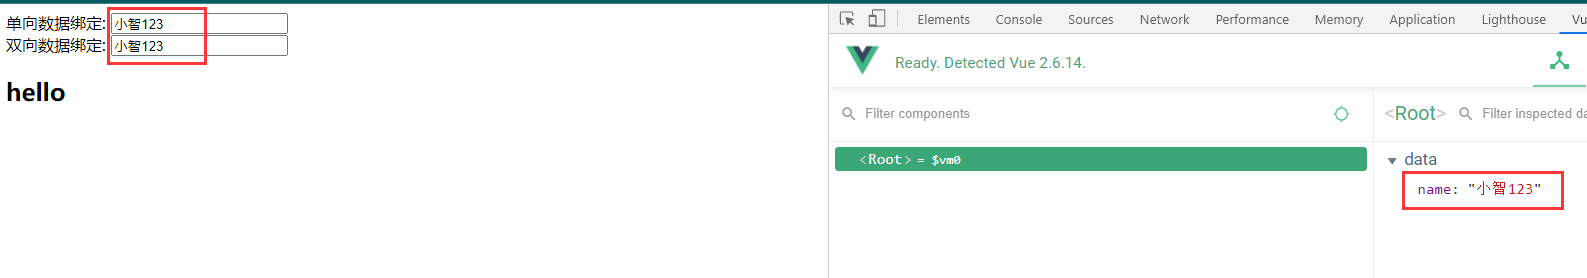 单向数据绑定: 小智123
双向数据绑定: 小智123
hello
Elements Console Sources Network Performance Memory Application Lighthouse Vu
Ready. Detected Vue 2.6.14.
Filter components
<Root> = $vm0
<Root> Filter inspected da
data
name: "小智123"